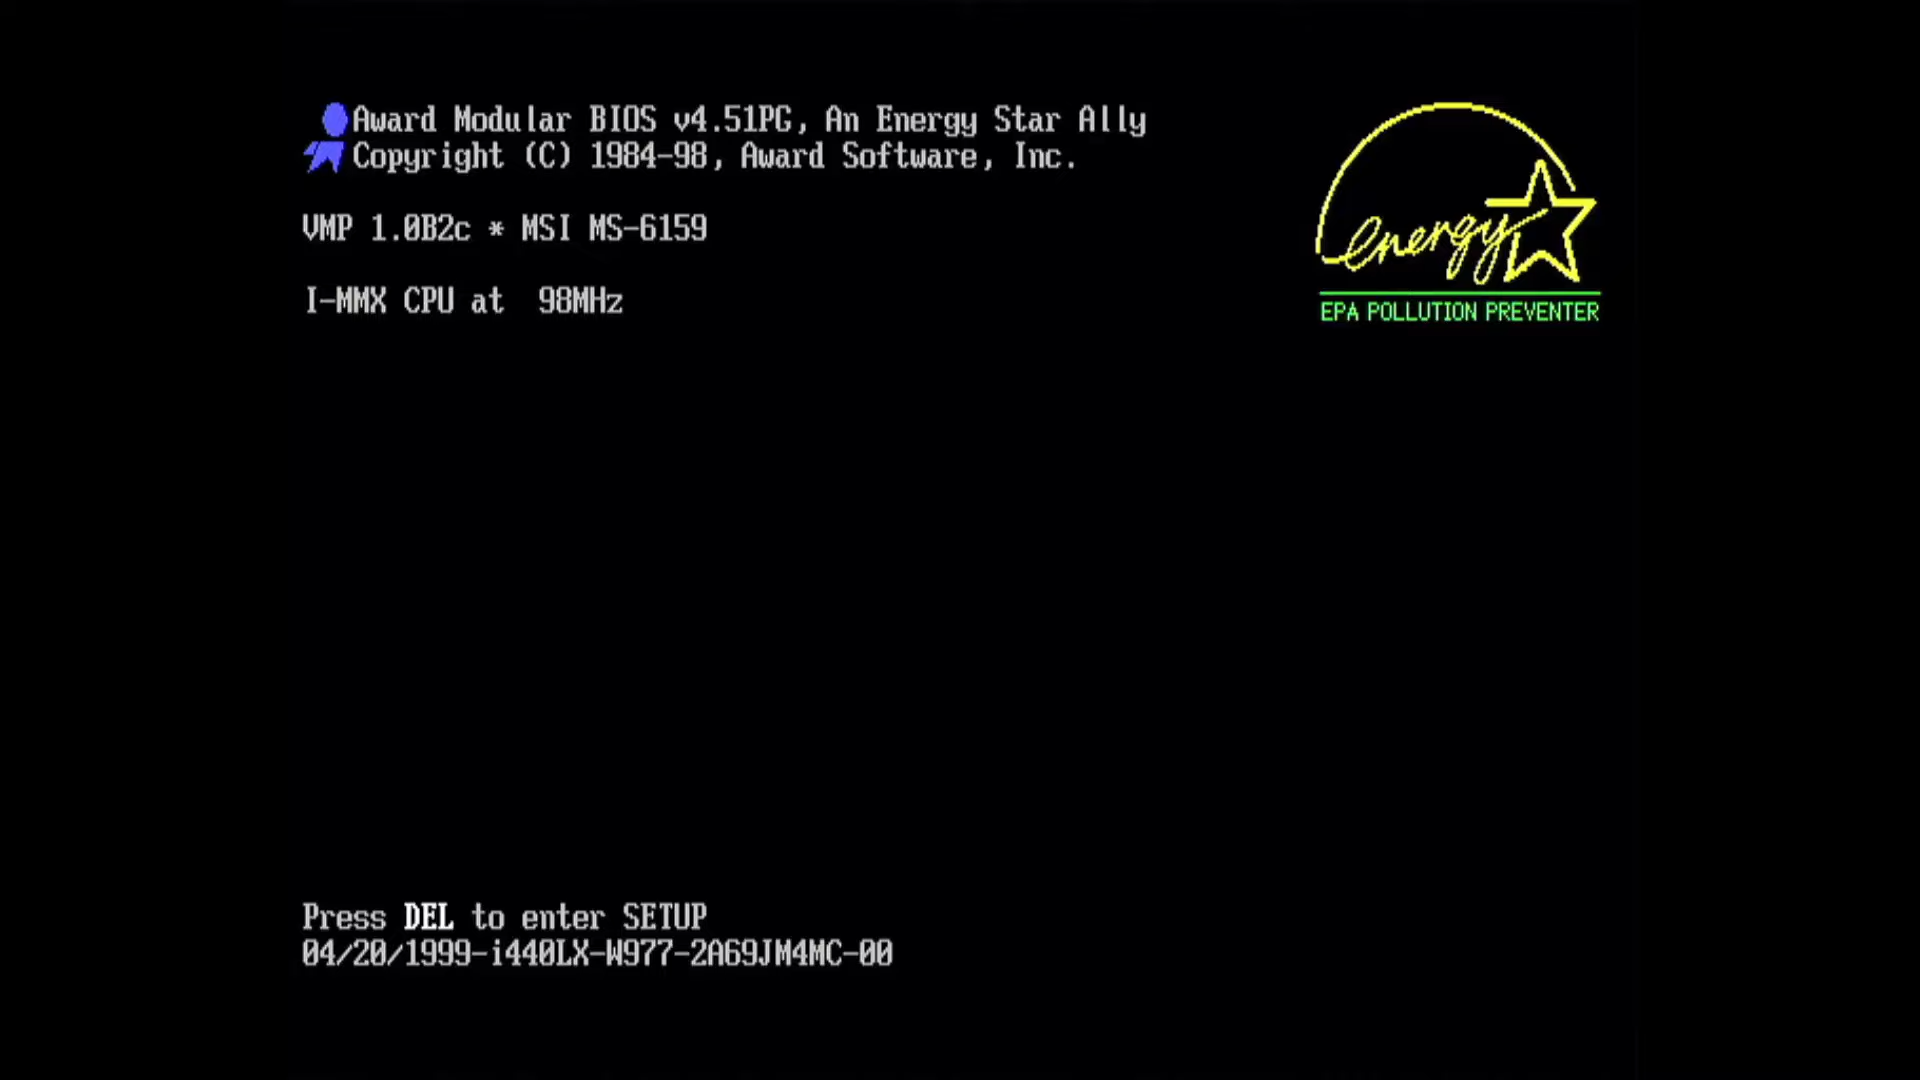 Award Modular BIOS v4.51PG, An Energy Star Ally
Copyright (C) 1984-98, Award Software, Inc.
VMP 1.0B2c * MSI MS-6159
I-MMX CPU at 98MHz
energy
EPA POLLUTION PREVENTER
Press DEL to enter SETUP
04/20/1999-i440LX-W977-2A69JM4MC-00